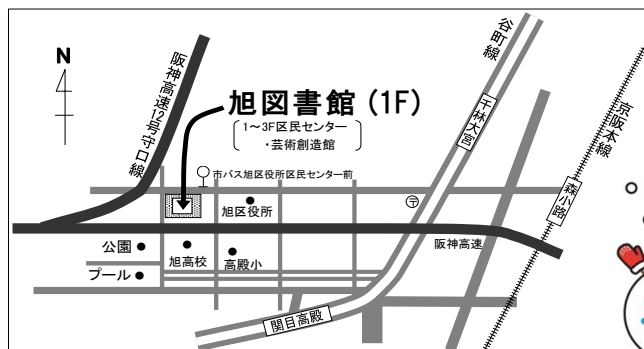 N
阪神高速12号守口線
旭図書館 (1F)
1～3F区民センター
・芸術創造館
谷町線
千林大宮
京阪本線
森小路
市バス旭区役所区民センター前
旭区役所
〒
公園
旭高校
高殿小
阪神高速
プール
関目高殿